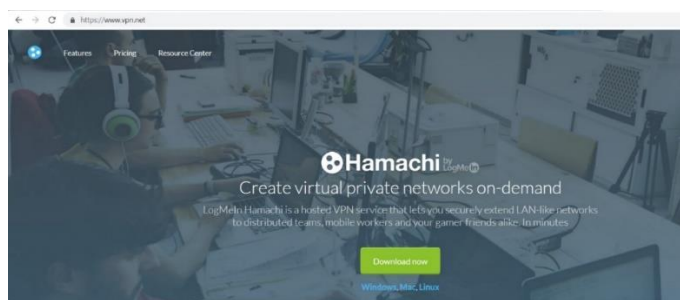 https://www.vpn.net
Features Pricing Resource Center
Hamachi by LogMeIn
Create virtual private networks on-demand
LogMeIn Hamachi is a hosted VPN service that lets you securely extend LAN-like networks
to distributed teams, mobile workers and your gamer friends alike. In minutes
Download now
Windows, Mac, Linux